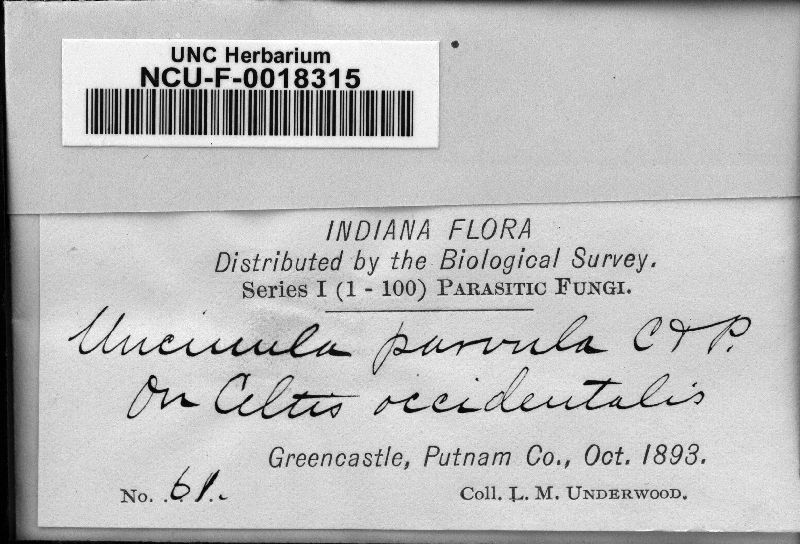 UNC Herbarium
NCU-F-0018315
INDIANA FLORA
Distributed by the Biological Survey.
Series I (1 - 100) PARASITIC FUNGI.
Uncinula parvula C & P.
On Celtis occidentalis
Greencastle, Putnam Co., Oct. 1893.
No. 61.
Coll. L. M. UNDERWOOD.